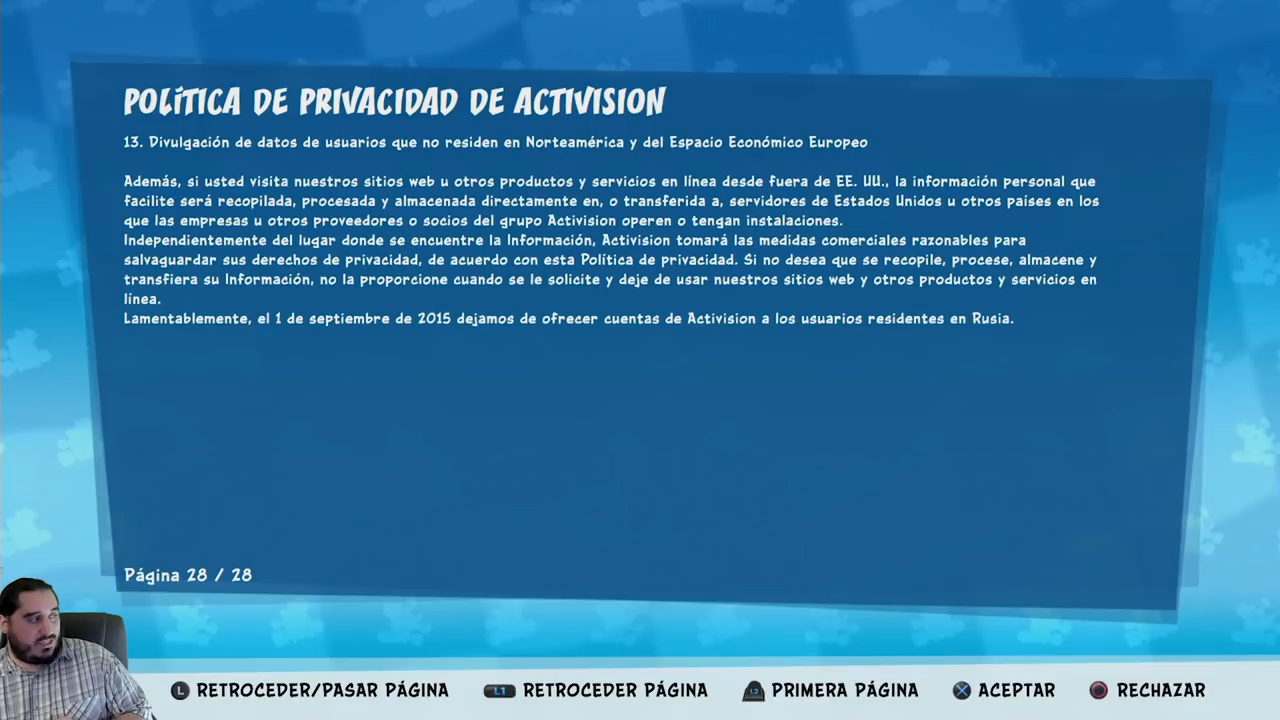 POLÍTICA DE PRIVACIDAD DE ACTIVISION
13. Divulgación de datos de usuarios que no residen en Norteamérica y del Espacio Económico Europeo
Además, si usted visita nuestros sitios web u otros productos y servicios en línea desde fuera de EE. UU., la información personal que
facilite será recopilada, procesada y almacenada directamente en, o transferida a, servidores de Estados Unidos u otros países en los
que las empresas u otros proveedores o socios del grupo Activision operen o tengan instalaciones.
Independientemente del lugar donde se encuentre la Información, Activision tomará las medidas comerciales razonables para
salvaguardar sus derechos de privacidad, de acuerdo con esta Política de privacidad. Si no desea que se recopile, procese, almacene y
transfiera su Información, no la proporcione cuando se le solicite y deje de usar nuestros sitios web y otros productos y servicios en
línea.
Lamentablemente, el 1 de septiembre de 2015 dejamos de ofrecer cuentas de Activision a los usuarios residentes en Rusia.
Página 28 / 28
L RETROCEDER/PASAR PÁGINA L1 RETROCEDER PÁGINA L2 PRIMERA PÁGINA ACEPTAR RECHAZAR